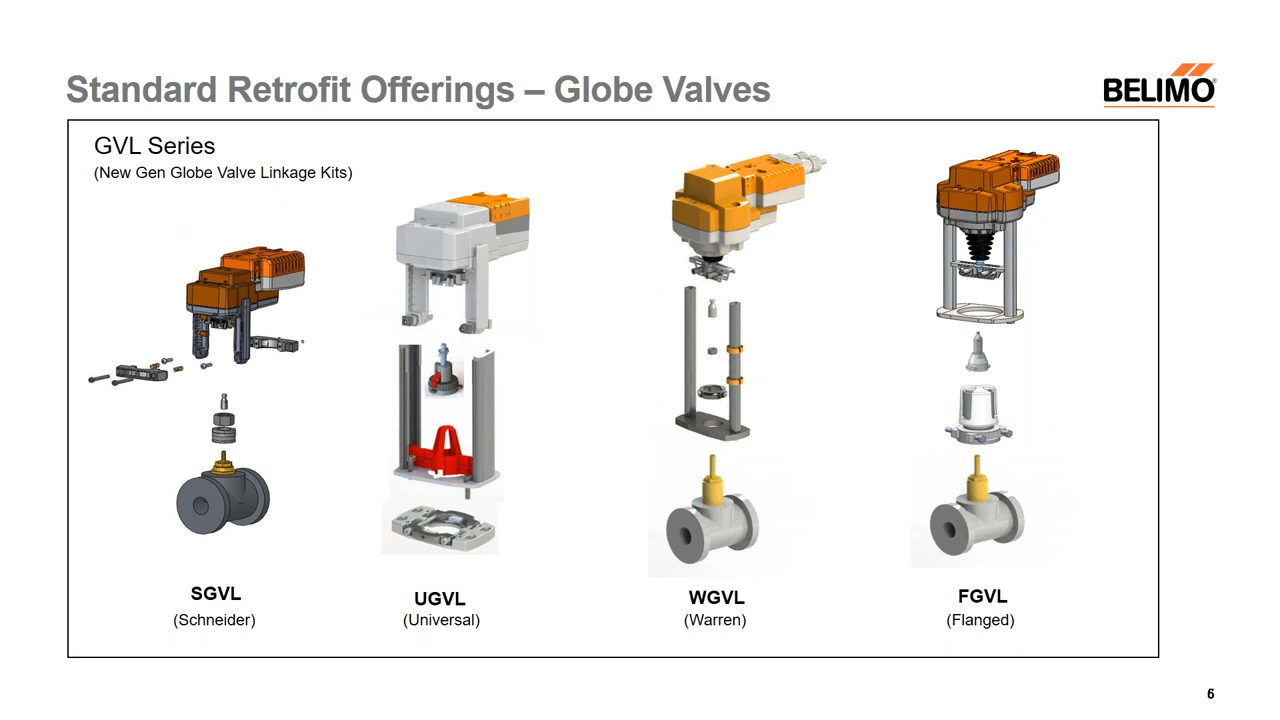 Standard Retrofit Offerings – Globe Valves
BELIMO®
GVL Series
(New Gen Globe Valve Linkage Kits)
SGVL
(Schneider)
UGVL
(Universal)
WGVL
(Warren)
FGVL
(Flanged)
6